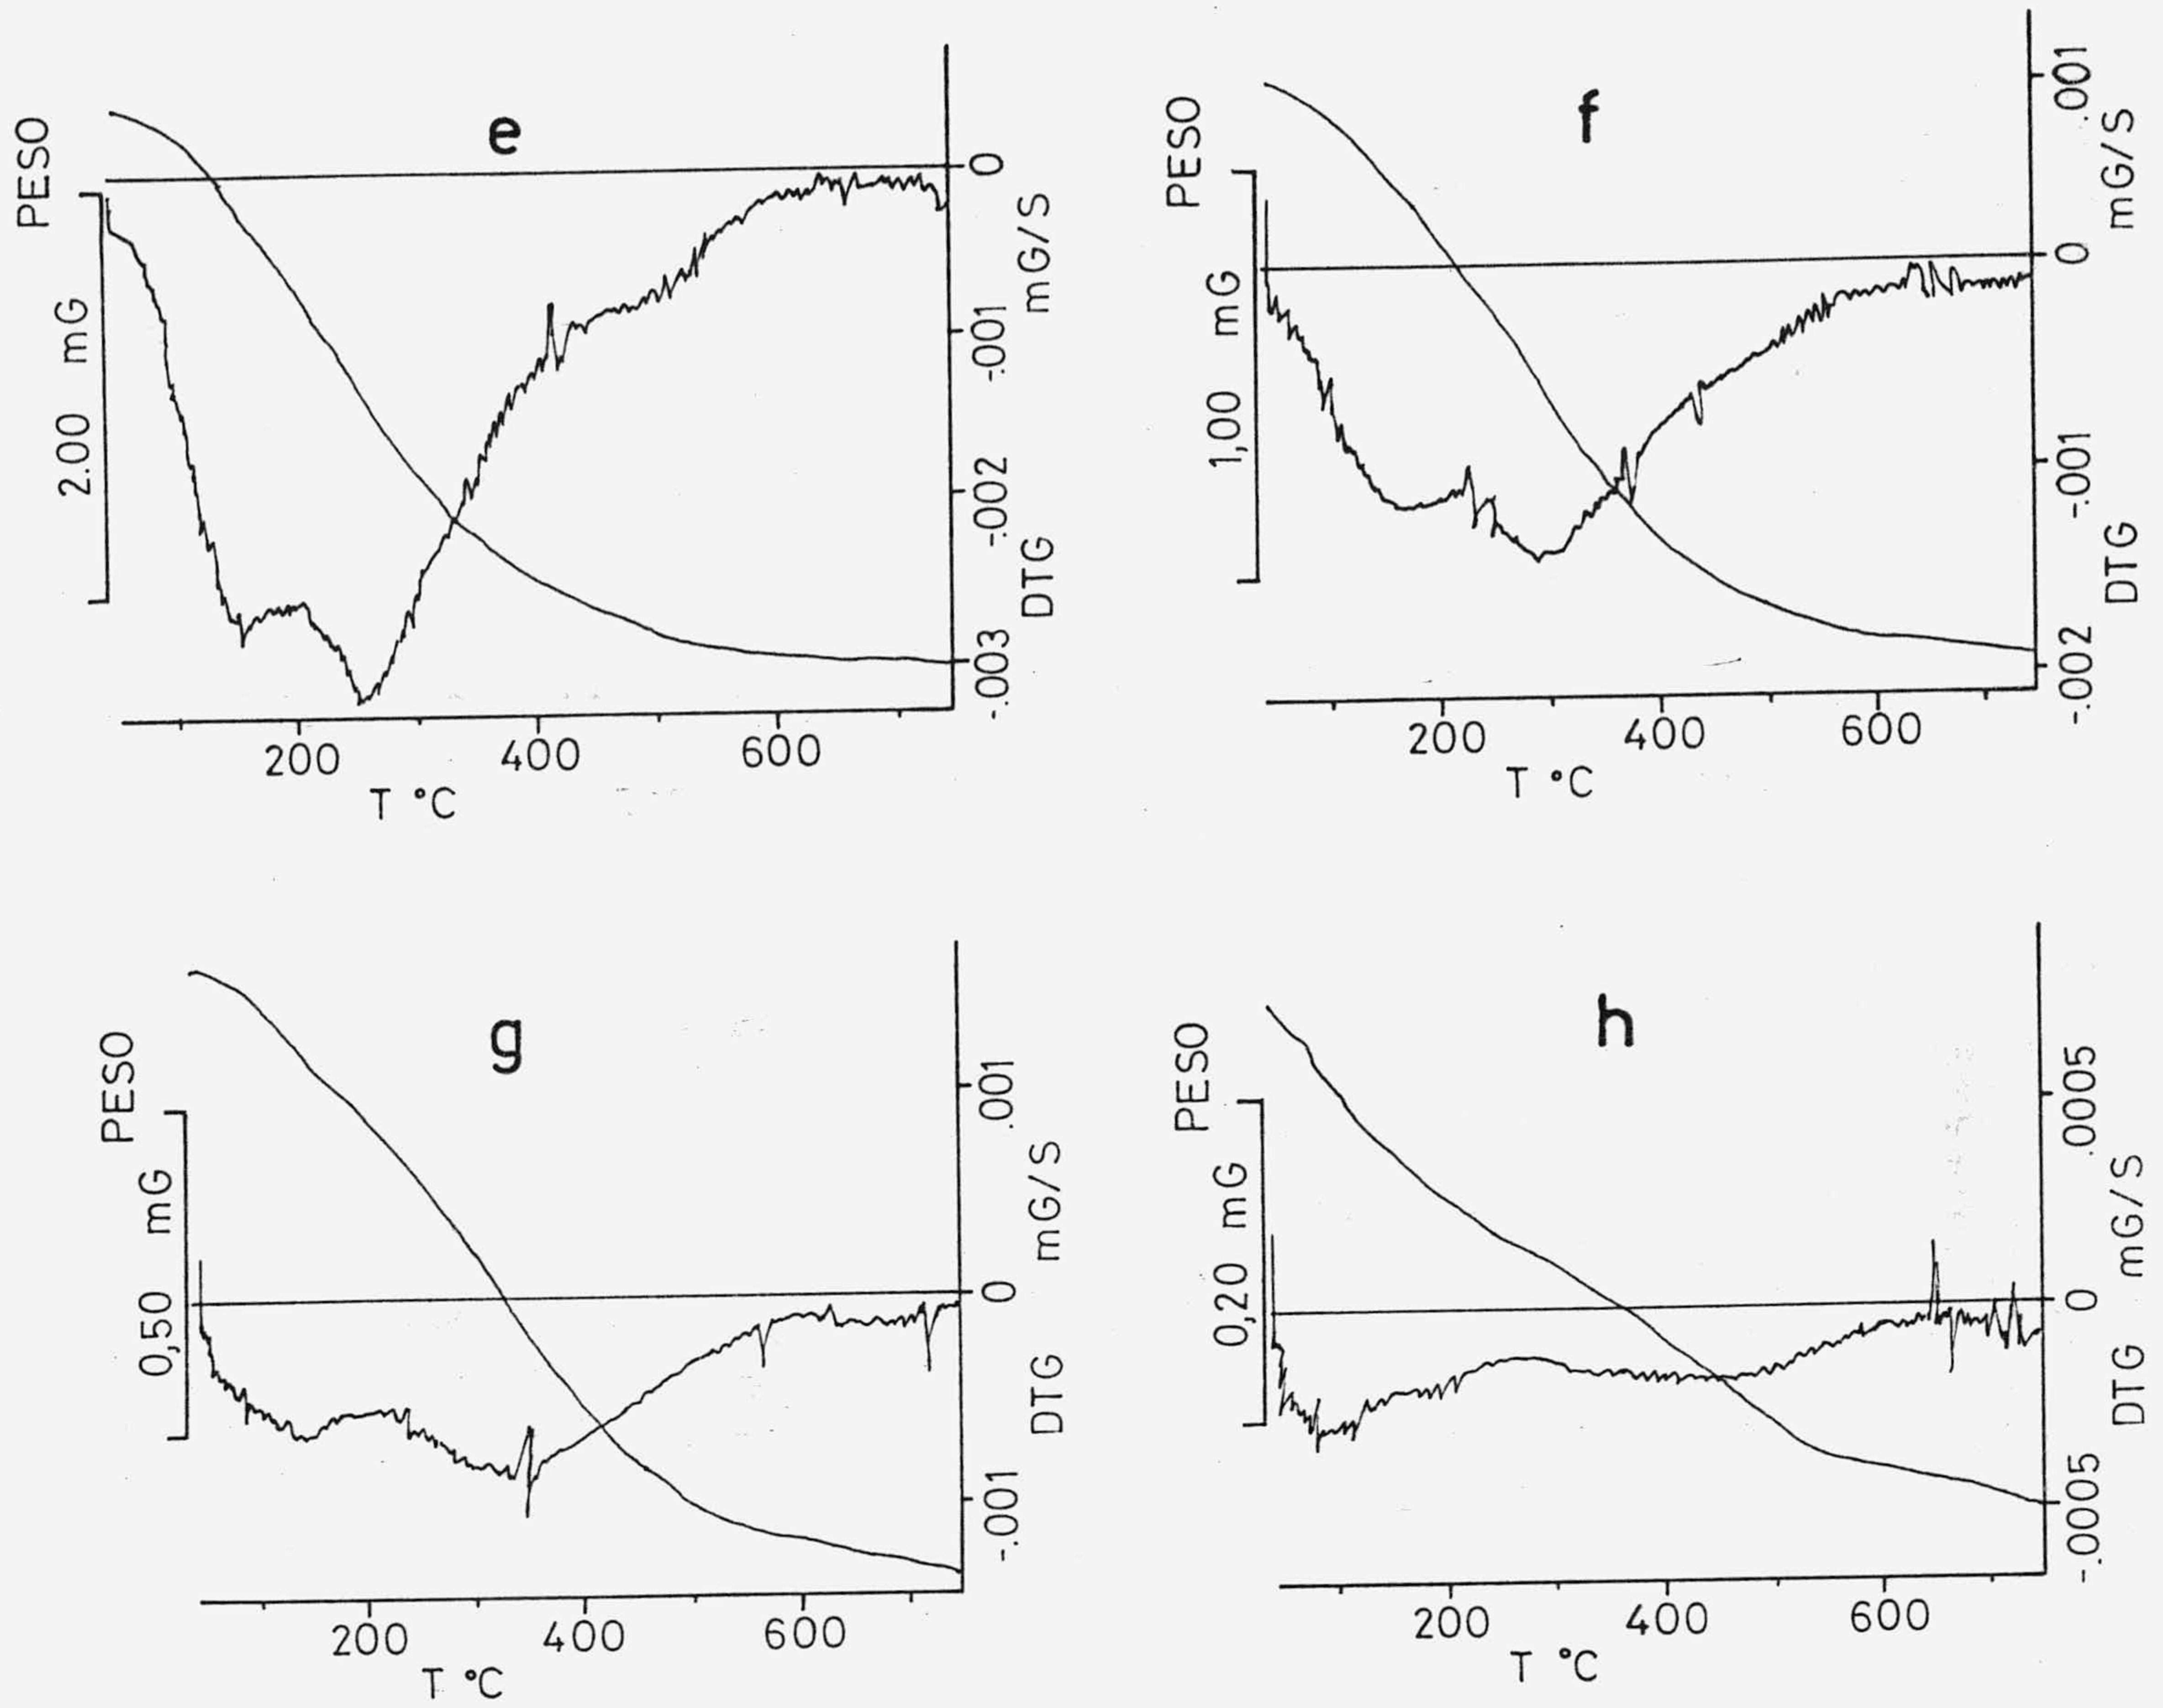 e
PESO
2.00 mG
0
-.001
-.002
-.003
DTG mG/S
200 400 600
T °C
f
PESO
1,00 mG
.001
0
-.001
-.002
DTG mG/S
200 400 600
T °C
g
PESO
0,50 mG
.001
0
-.001
DTG mG/S
200 400 600
T °C
h
PESO
0,20 mG
.0005
0
-.0005
DTG mG/S
200 400 600
T °C